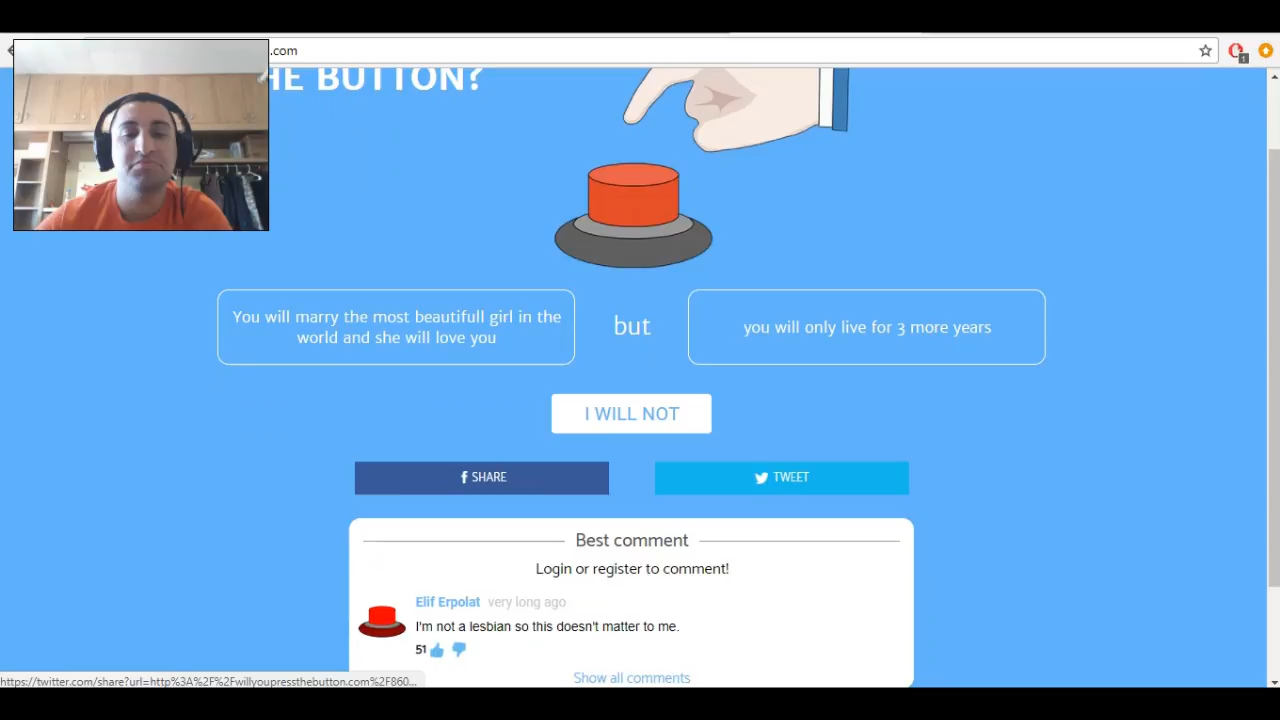 .com
HE BUTTON?
You will marry the most beautifull girl in the
world and she will love you
but
you will only live for 3 more years
I WILL NOT
f SHARE
TWEET
Best comment
Login or register to comment!
Elif Erpolat very long ago
I'm not a lesbian so this doesn't matter to me.
51
Show all comments
https://twitter.com/share?url=http%3A%2F%2Fwillyoupressthebutton.com%2F860...
1